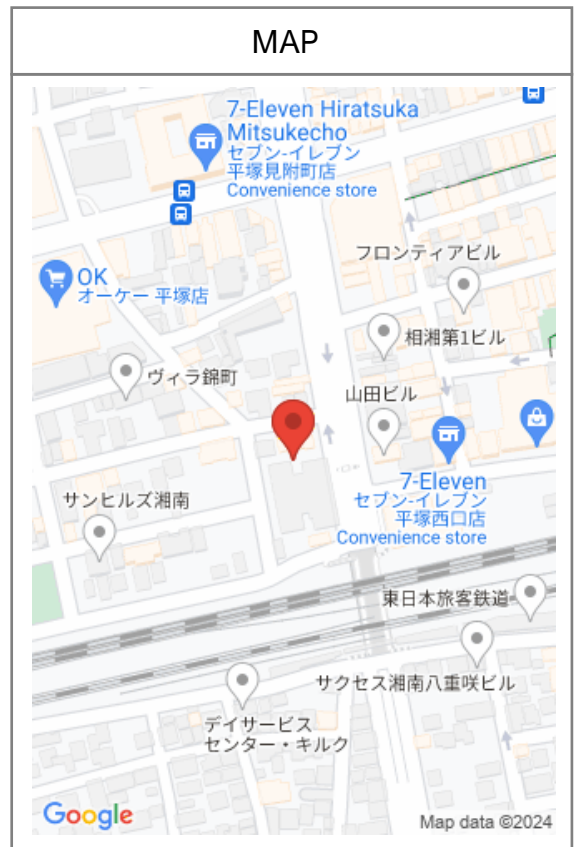 MAP
7-Eleven Hiratsuka
Mitsukecho
セブン-イレブン
平塚見附町店
Convenience store
フロンティアビル
OK
オーケー 平塚店
相湘第1ビル
ヴィラ錦町
山田ビル
7-Eleven
セブン-イレブン
平塚西口店
Convenience store
サンヒルズ湘南
東日本旅客鉄道
サクセス湘南八重咲ビル
デイサービス
センター・キルク
Google
Map data ©2024